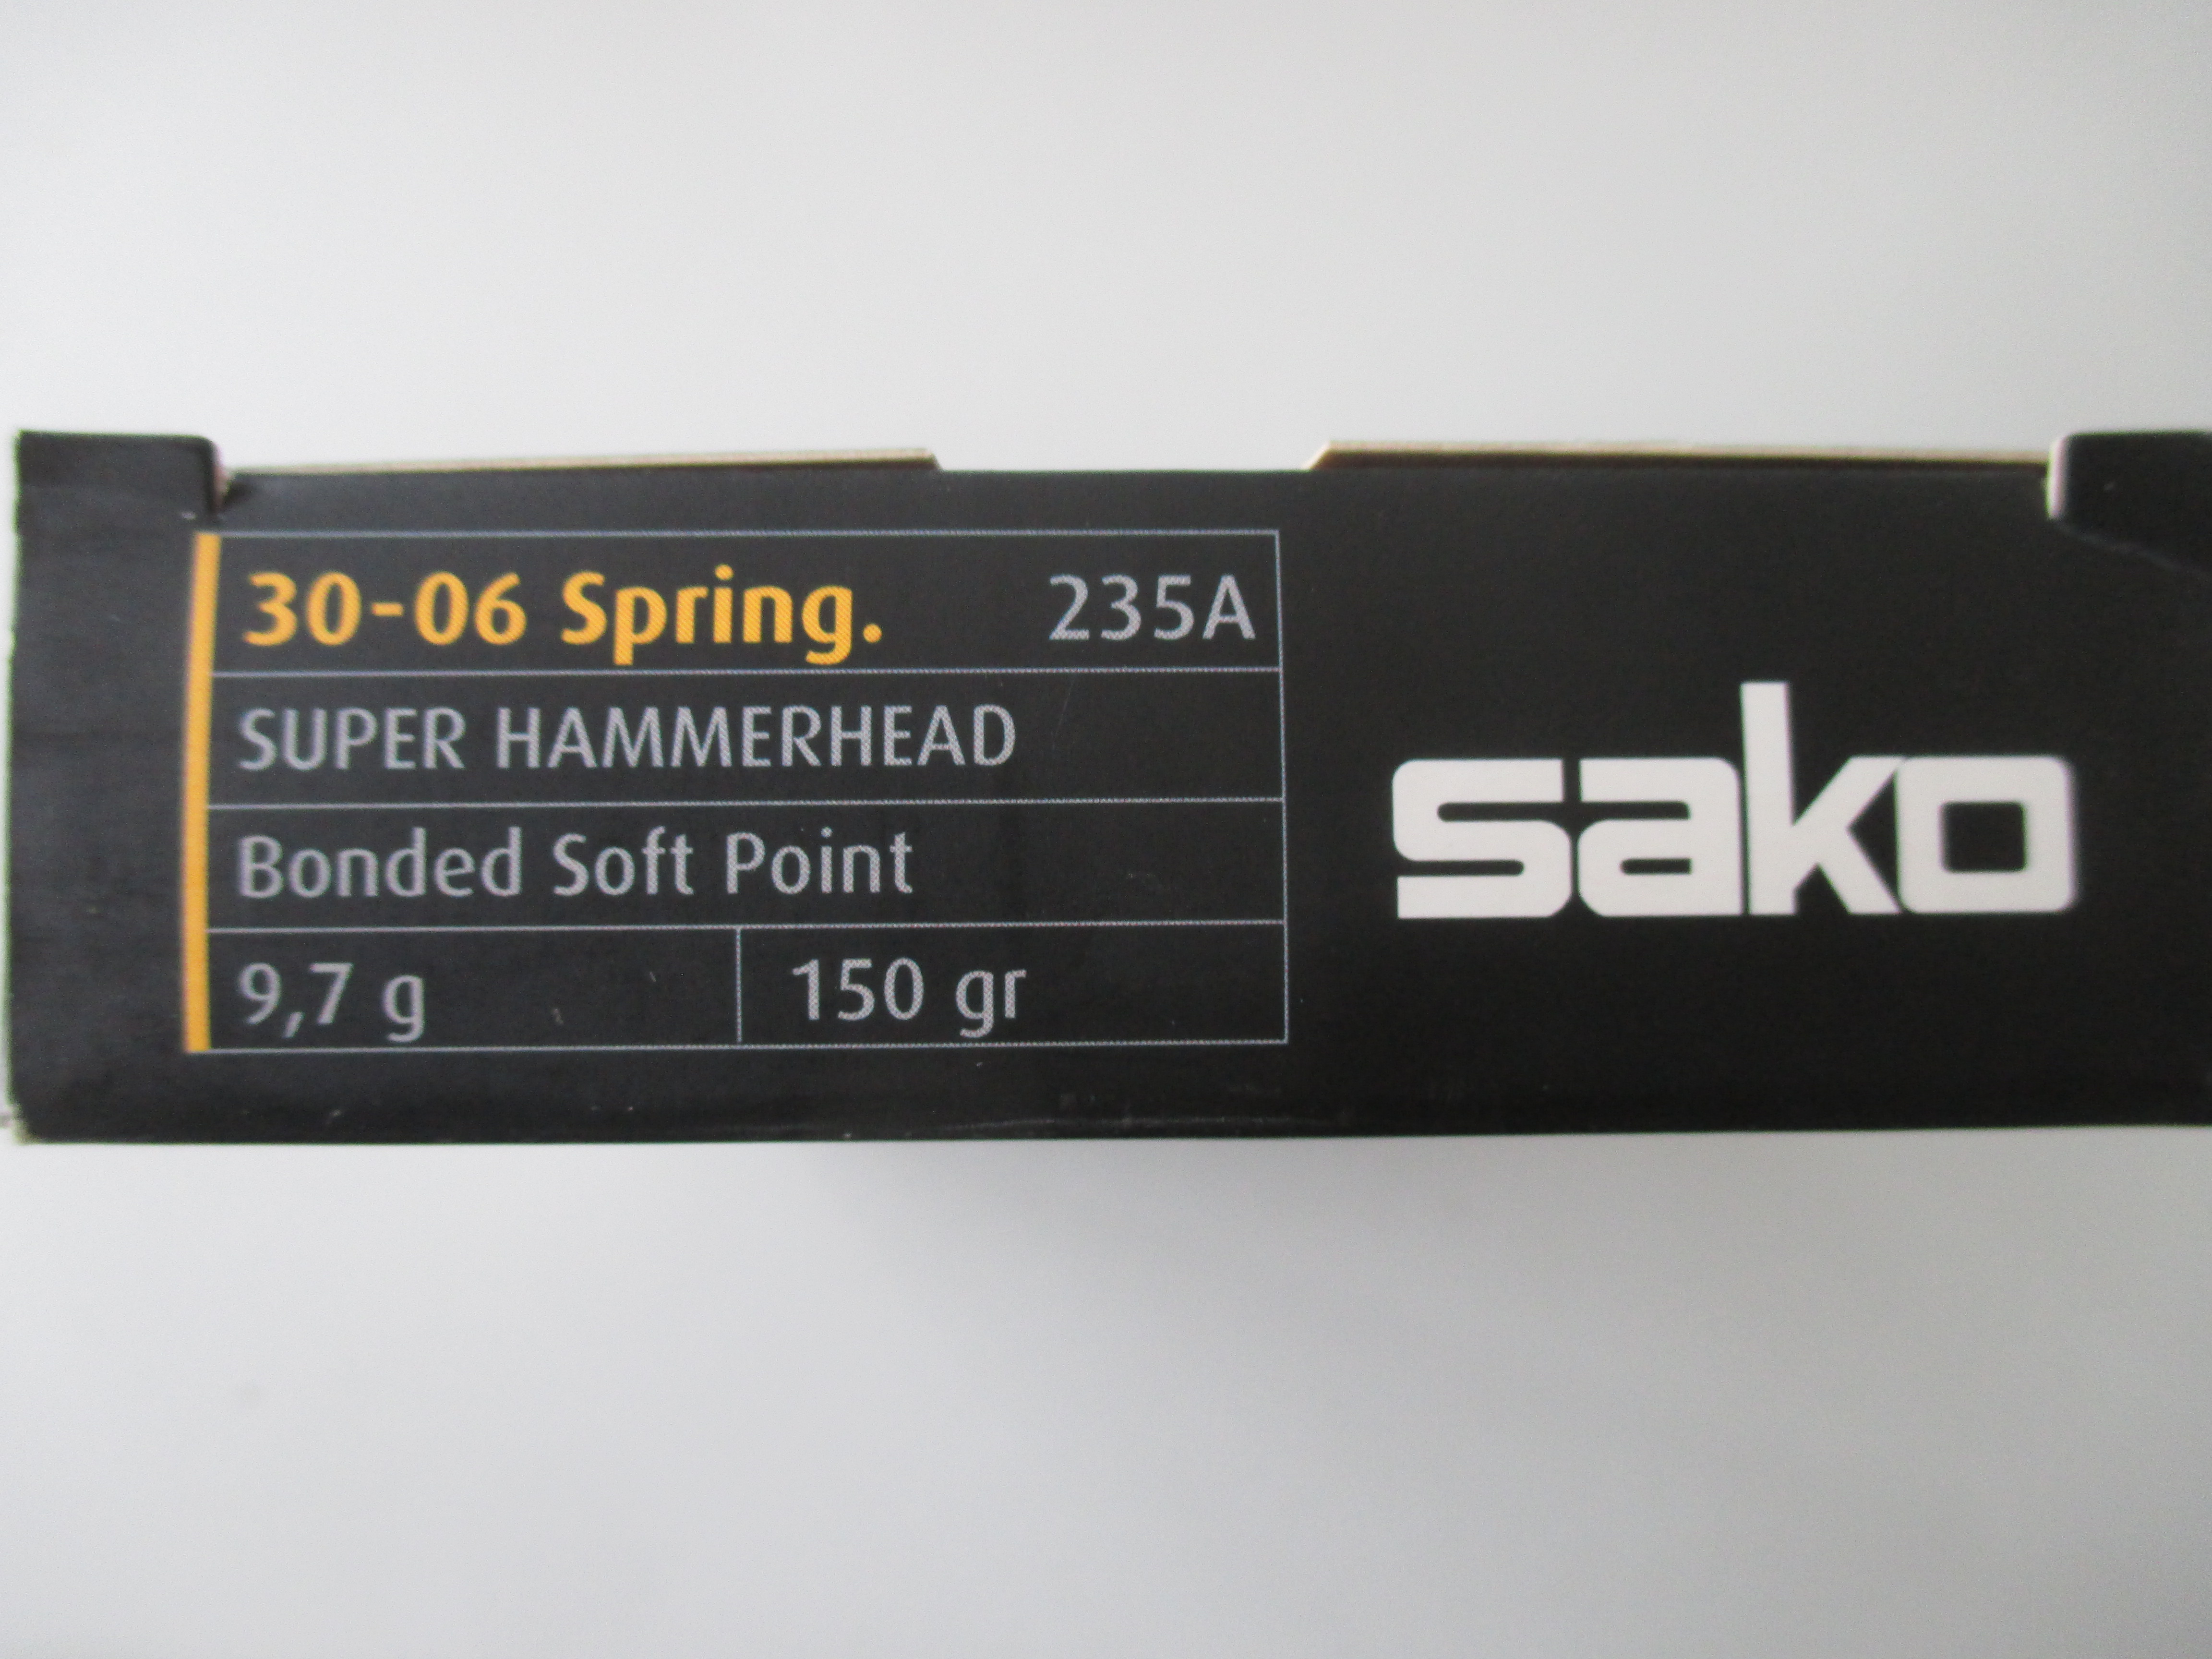 30-06 Spring. 235A
SUPER HAMMERHEAD
Bonded Soft Point
9,7 g 150 gr
sako